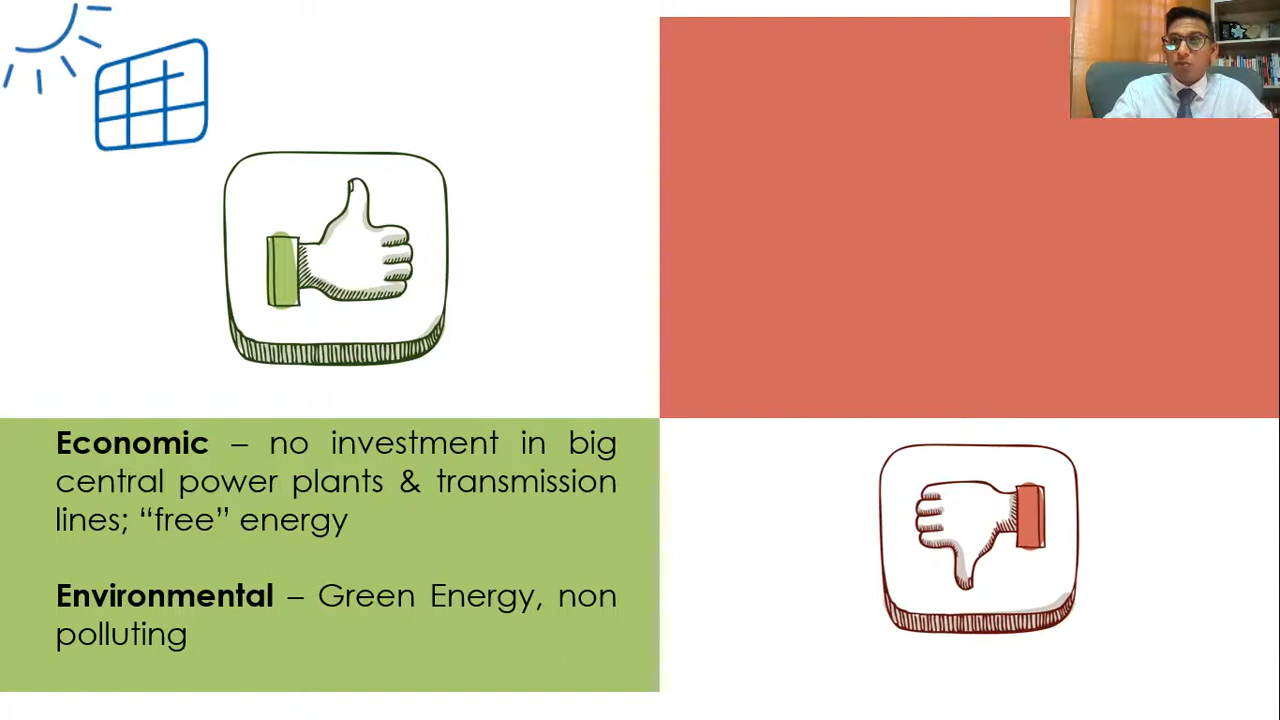 Economic – no investment in big
central power plants & transmission
lines; “free” energy
Environmental – Green Energy, non
polluting